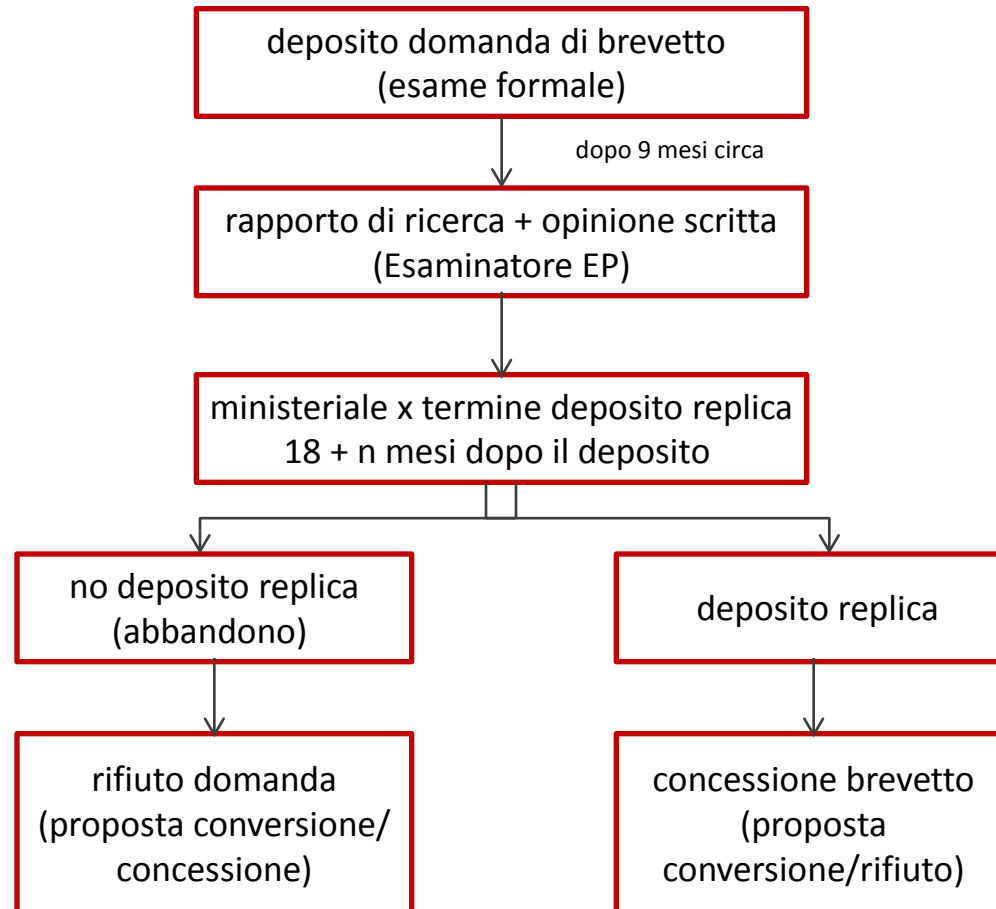 deposito domanda di brevetto
(esame formale)
dopo 9 mesi circa
rapporto di ricerca + opinione scritta
(Esaminatore EP)
ministeriale x termine deposito replica
18 + n mesi dopo il deposito
no deposito replica
(abbandono)
deposito replica
rifiuto domanda
(proposta conversione/
concessione)
concessione brevetto
(proposta
conversione/rifiuto)